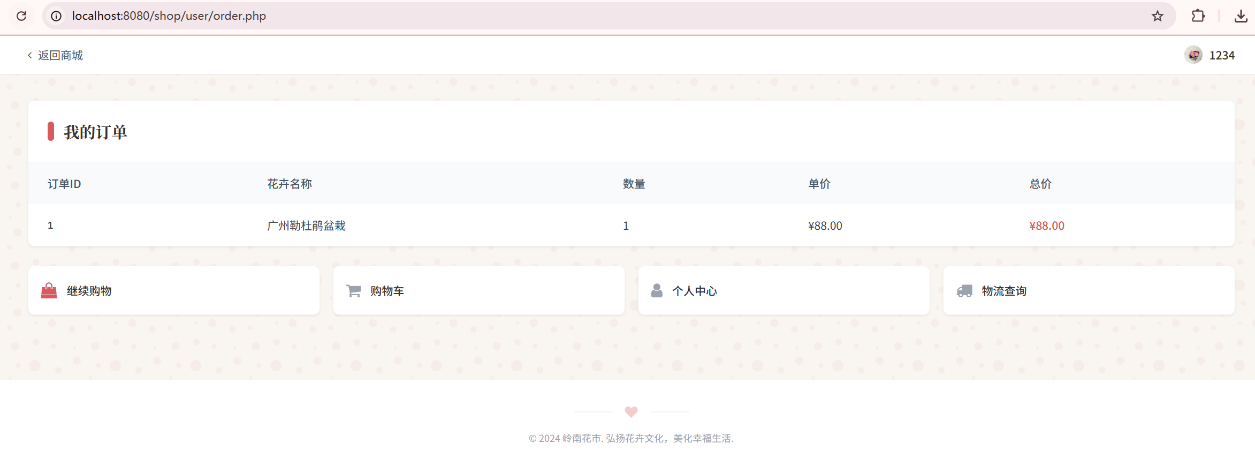 localhost:8080/shop/user/order.php
返回商城 1234
我的订单
订单ID 花卉名称 数量 单价 总价
1 广州勒杜鹃盆栽 1 ¥88.00 ¥88.00
继续购物 购物车 个人中心 物流查询
© 2024 岭南花市. 弘扬花卉文化，美化幸福生活.